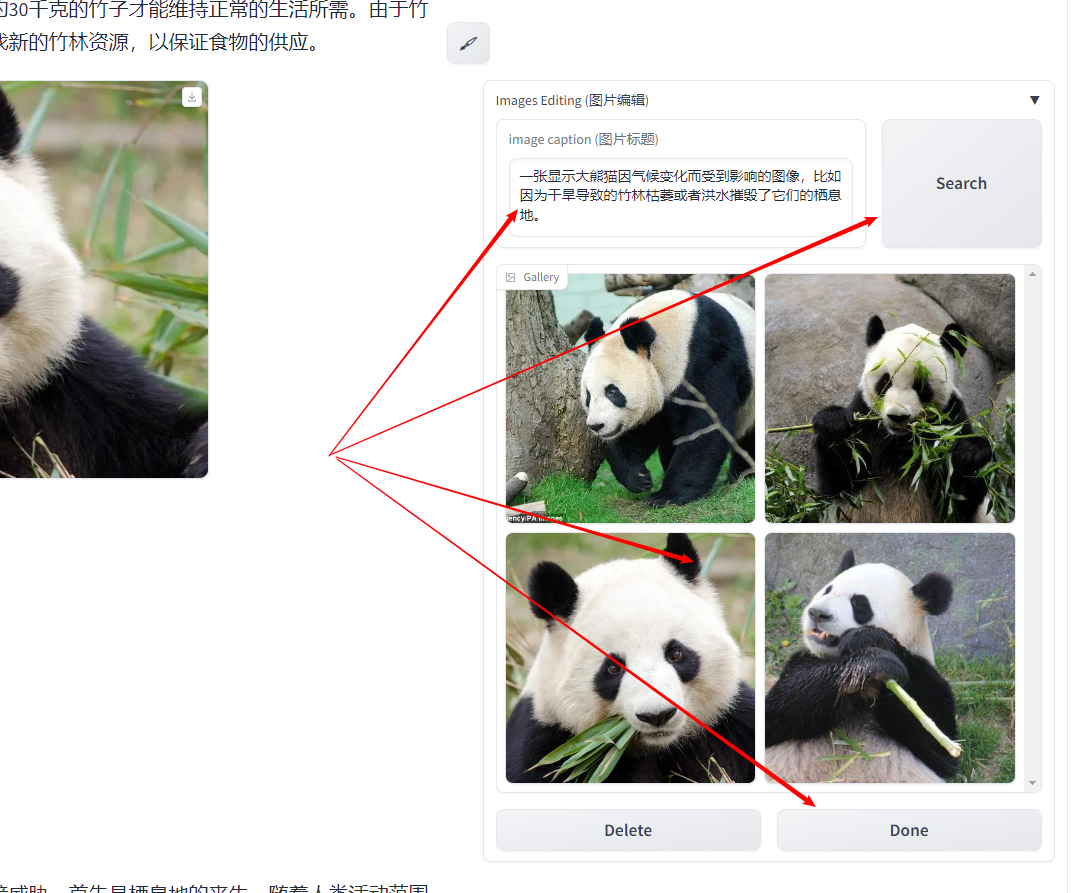 的30千克的竹子才能维持正常的生活所需。由于竹
找新的竹林资源，以保证食物的供应。
Images Editing (图片编辑)
image caption (图片标题)
一张显示大熊猫因气候变化而受到影响的图像，比如
因为干旱导致的竹林枯萎或者洪水摧毁了它们的栖息
地。
Search
Gallery
ency/PA Images
Delete
Done
威胁。首先是栖息地的丧失。随着人类活动范围